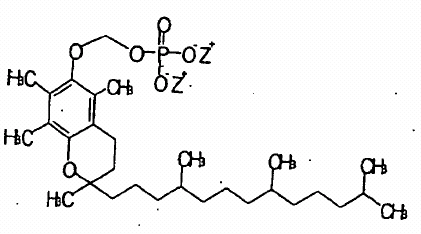 O
O O P O⁻Z⁺
O⁻Z⁺
H₃C CH₃
H₃C
O CH₃ CH₃ CH₃
H₃C CH₃